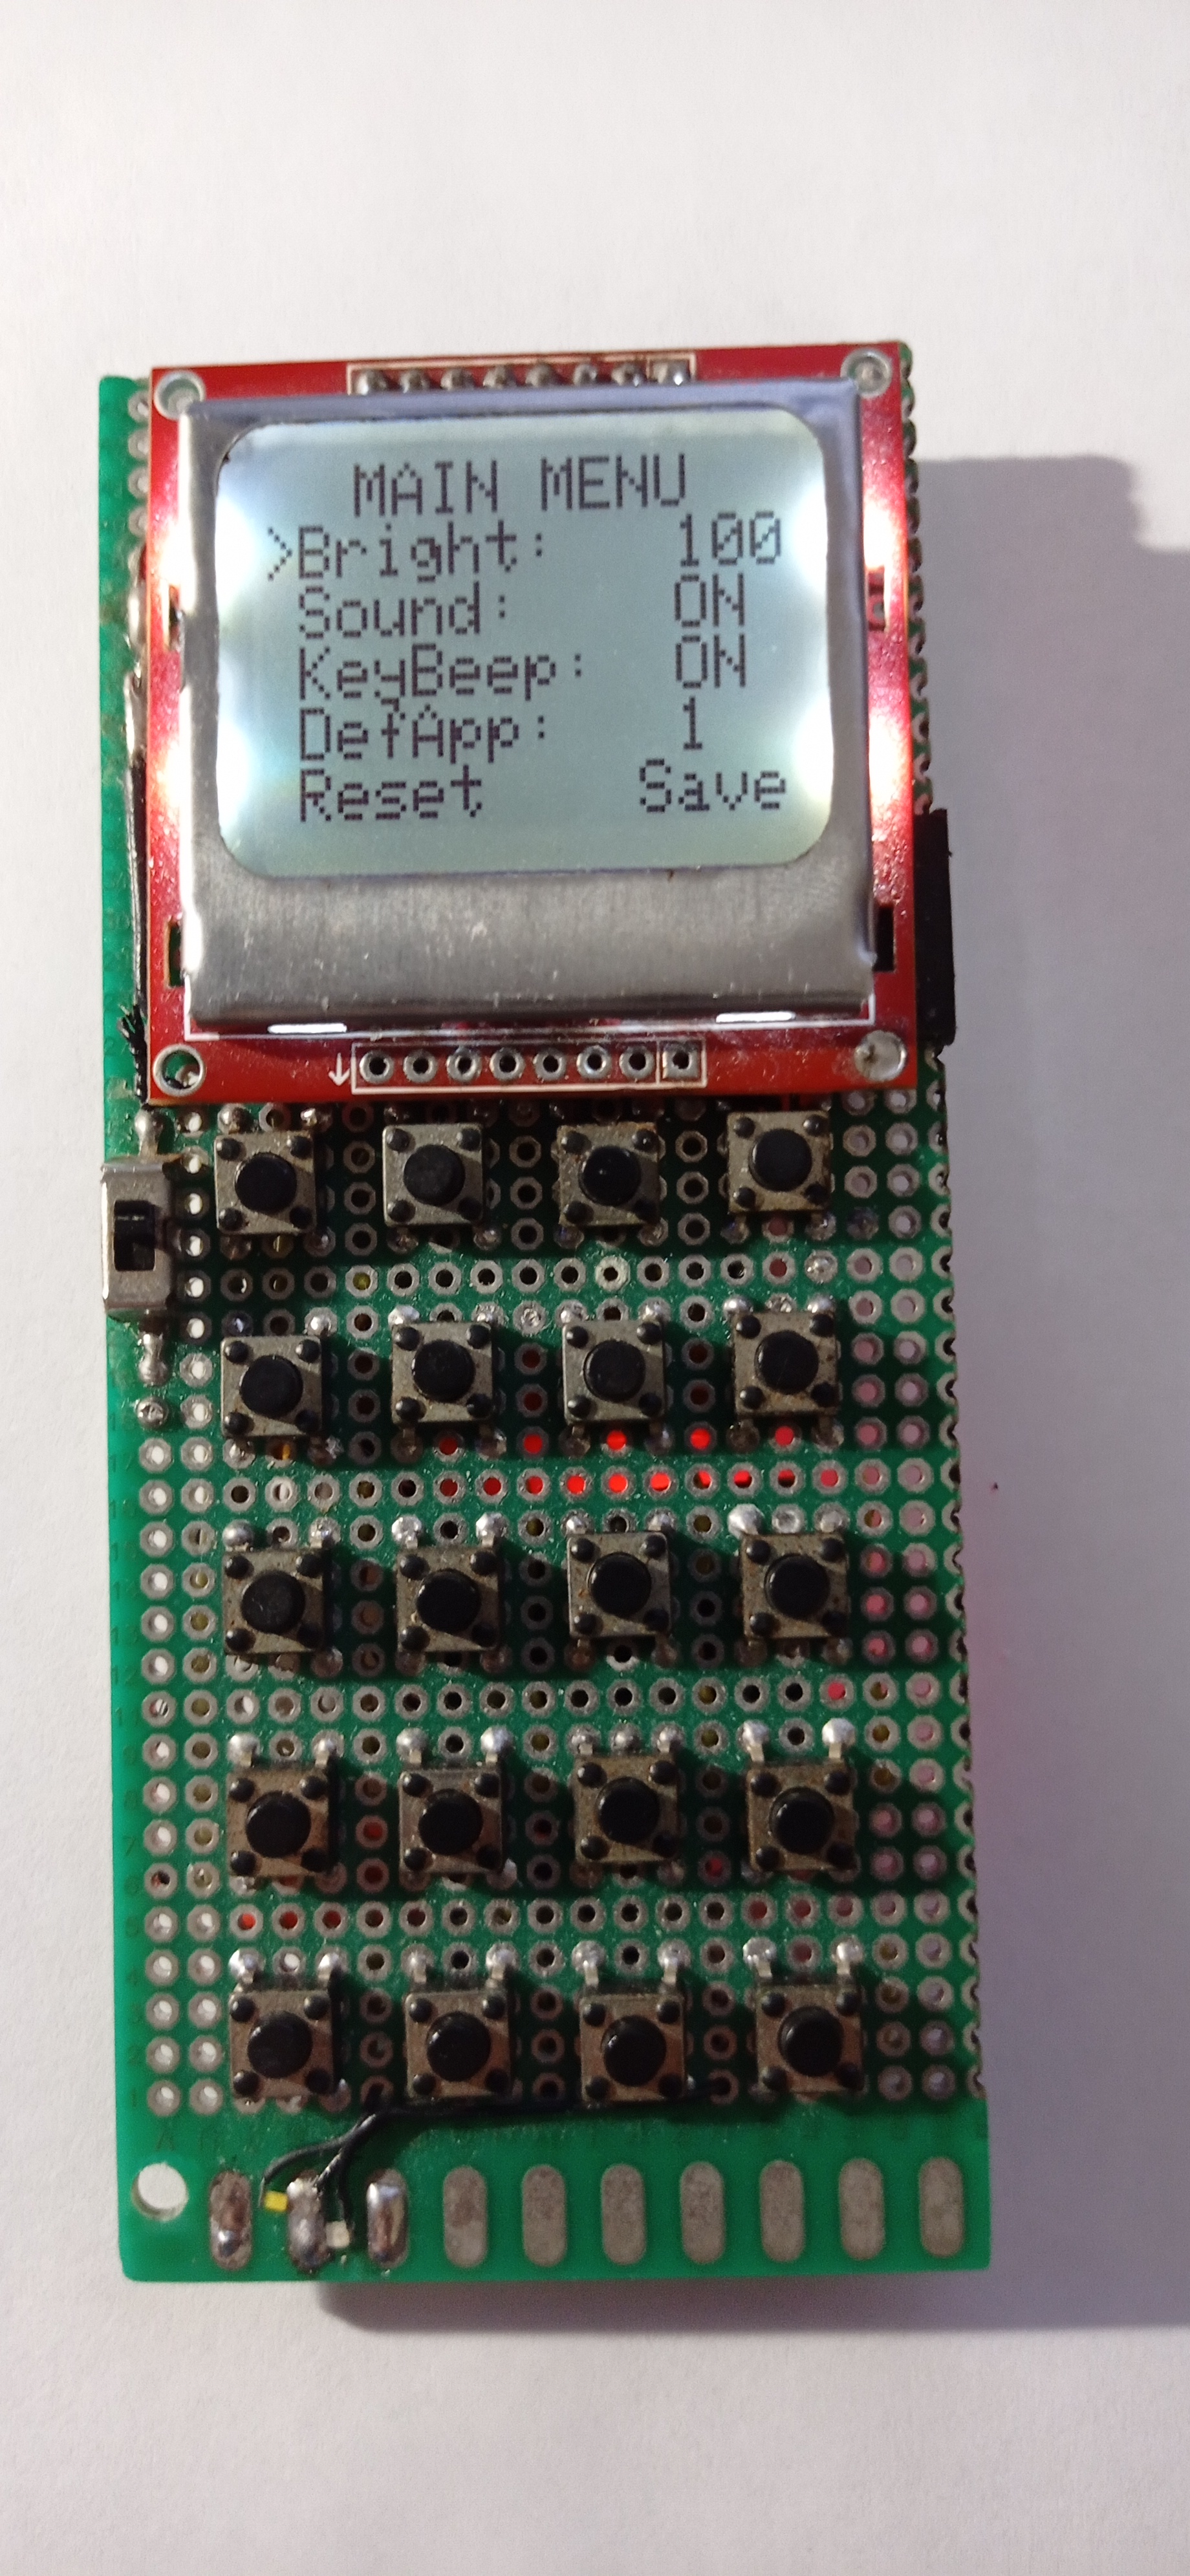 MAIN MENU
>Bright: 100
Sound: ON
KeyBeep: ON
DefApp: 1
Reset Save